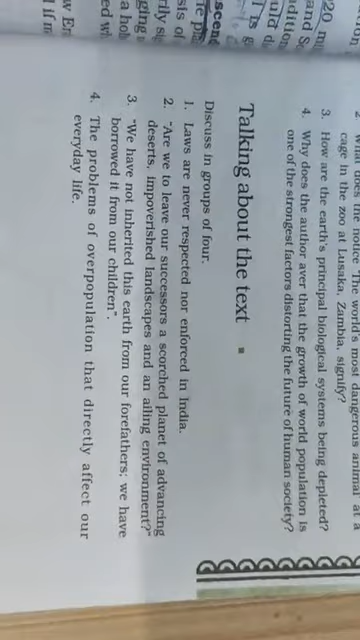 2. What does the notice 'The world's most dangerous animal' at a
cage in the zoo at Lusaka, Zambia, signify?
3. How are the earth's principal biological systems being depleted?
4. Why does the author aver that the growth of world population is
one of the strongest factors distorting the future of human society?
Talking about the text
Discuss in groups of four.
1. Laws are never respected nor enforced in India.
2. "Are we to leave our successors a scorched planet of advancing
deserts, impoverished landscapes and an ailing environment?"
3. "We have not inherited this earth from our forefathers; we have
borrowed it from our children".
4. The problems of overpopulation that directly affect our
everyday life.